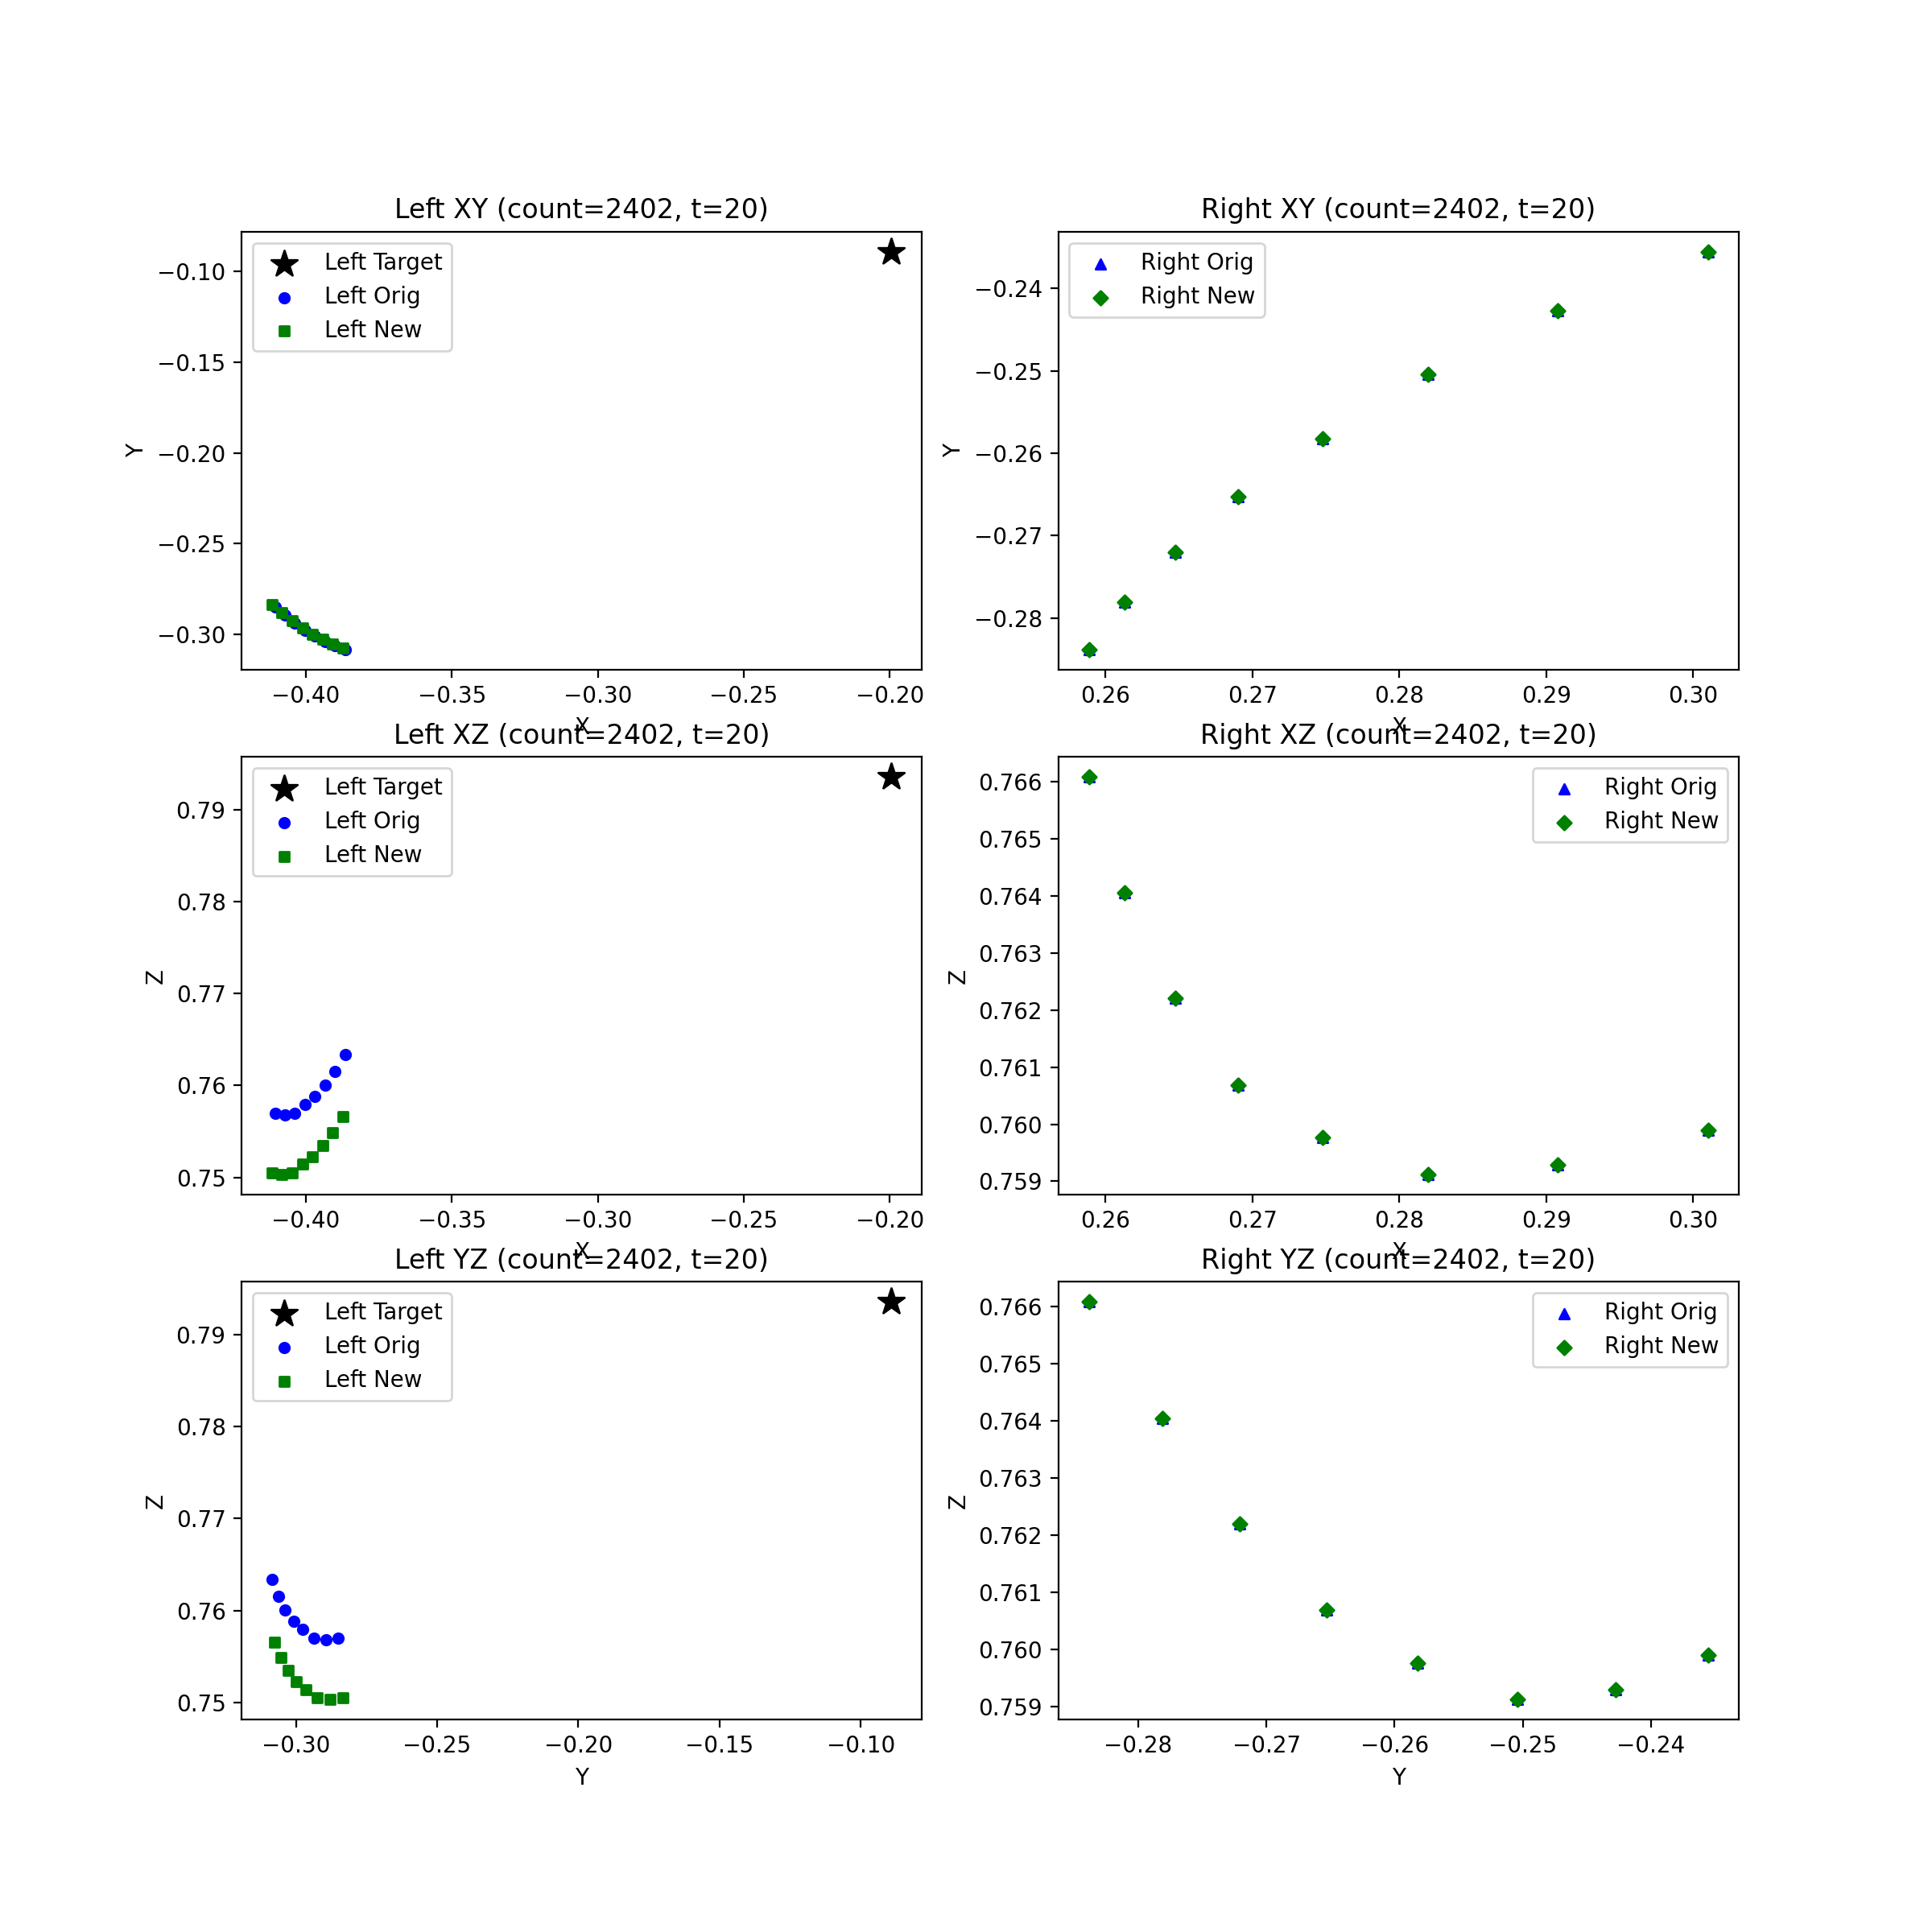 Left XY (count=2402, t=20)
Left Target
Left Orig
Left New
Y
−0.10
−0.15
−0.20
−0.25
−0.30
−0.40
−0.35
−0.30
−0.25
−0.20
X
Right XY (count=2402, t=20)
Right Orig
Right New
Y
−0.24
−0.25
−0.26
−0.27
−0.28
0.26
0.27
0.28
0.29
0.30
X
Left XZ (count=2402, t=20)
Left Target
Left Orig
Left New
Z
0.79
0.78
0.77
0.76
0.75
−0.40
−0.35
−0.30
−0.25
−0.20
X
Right XZ (count=2402, t=20)
Right Orig
Right New
Z
0.766
0.765
0.764
0.763
0.762
0.761
0.760
0.759
0.26
0.27
0.28
0.29
0.30
X
Left YZ (count=2402, t=20)
Left Target
Left Orig
Left New
Z
0.79
0.78
0.77
0.76
0.75
−0.30
−0.25
−0.20
−0.15
−0.10
Y
Right YZ (count=2402, t=20)
Right Orig
Right New
Z
0.766
0.765
0.764
0.763
0.762
0.761
0.760
0.759
−0.28
−0.27
−0.26
−0.25
−0.24
Y